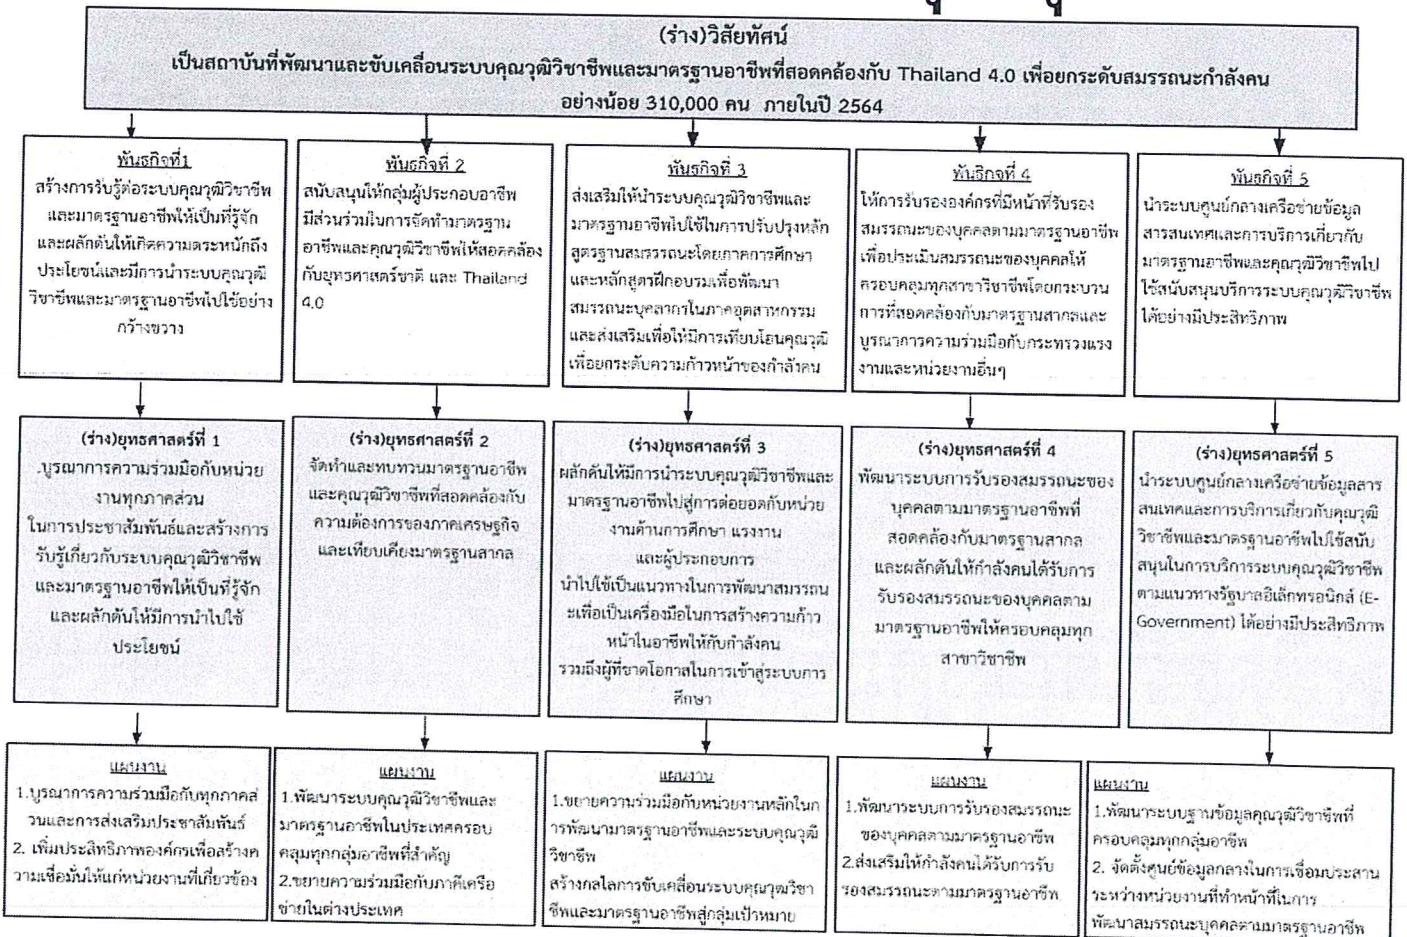 (ร่าง)วิสัยทัศน์
เป็นสถาบันที่พัฒนาและขับเคลื่อนระบบคุณวุฒิวิชาชีพและมาตรฐานอาชีพที่สอดคล้องกับ Thailand 4.0 เพื่อยกระดับสมรรถนะกำลังคน
อย่างน้อย 310,000 คน ภายในปี 2564
พันธกิจที่1
สร้างการรับรู้ต่อระบบคุณวุฒิวิชาชีพ
และมาตรฐานอาชีพให้เป็นที่รู้จัก
และผลักดันให้เกิดความตระหนักถึง
ประโยชน์และมีการนำระบบคุณวุฒิ
วิชาชีพและมาตรฐานอาชีพไปใช้อย่าง
กว้างขวาง
พันธกิจที่ 2
สนับสนุนให้กลุ่มผู้ประกอบอาชีพ
มีส่วนร่วมในการจัดทำมาตรฐาน
อาชีพและคุณวุฒิวิชาชีพให้สอดคล้อง
กับยุทธศาสตร์ชาติ และ Thailand
4.0
พันธกิจที่ 3
ส่งเสริมให้นำระบบคุณวุฒิวิชาชีพและ
มาตรฐานอาชีพไปใช้ในการปรับปรุงหลัก
สูตรฐานสมรรถนะโดยภาคการศึกษา
และหลักสูตรฝึกอบรมเพื่อพัฒนา
สมรรถนะบุคลากรในภาคอุตสาหกรรม
และส่งเสริมเพื่อให้มีการเทียบโอนคุณวุฒิ
เพื่อยกระดับความก้าวหน้าของกำลังคน
พันธกิจที่ 4
ให้การรับรององค์กรที่มีหน้าที่รับรอง
สมรรถนะของบุคคลตามมาตรฐานอาชีพ
เพื่อประเมินสมรรถนะของบุคคลให้
ครอบคลุมทุกสาขาวิชาชีพโดยกระบวน
การที่สอดคล้องกับมาตรฐานสากลและ
บูรณาการความร่วมมือกับกระทรวงแรง
งานและหน่วยงานอื่นๆ
พันธกิจที่ 5
นำระบบศูนย์กลางเครือข่ายข้อมูล
สารสนเทศและการบริการเกี่ยวกับ
มาตรฐานอาชีพและคุณวุฒิวิชาชีพไป
ใช้สนับสนุนบริการระบบคุณวุฒิวิชาชีพ
ได้อย่างมีประสิทธิภาพ
(ร่าง)ยุทธศาสตร์ที่ 1
.บูรณาการความร่วมมือกับหน่วย
งานทุกภาคส่วน
ในการประชาสัมพันธ์และสร้างการ
รับรู้เกี่ยวกับระบบคุณวุฒิวิชาชีพ
และมาตรฐานอาชีพให้เป็นที่รู้จัก
และผลักดันให้มีการนำไปใช้
ประโยชน์
(ร่าง)ยุทธศาสตร์ที่ 2
จัดทำและทบทวนมาตรฐานอาชีพ
และคุณวุฒิวิชาชีพที่สอดคล้องกับ
ความต้องการของภาคเศรษฐกิจ
และเทียบเคียงมาตรฐานสากล
(ร่าง)ยุทธศาสตร์ที่ 3
ผลักดันให้มีการนำระบบคุณวุฒิวิชาชีพและ
มาตรฐานอาชีพไปสู่การต่อยอดกับหน่วย
งานด้านการศึกษา แรงงาน
และผู้ประกอบการ
นำไปใช้เป็นแนวทางในการพัฒนาสมรรถน
ะเพื่อเป็นเครื่องมือในการสร้างความก้าว
หน้าในอาชีพให้กับกำลังคน
รวมถึงผู้ที่ขาดโอกาสในการเข้าสู่ระบบการ
ศึกษา
(ร่าง)ยุทธศาสตร์ที่ 4
พัฒนาระบบการรับรองสมรรถนะของ
บุคคลตามมาตรฐานอาชีพที่
สอดคล้องกับมาตรฐานสากล
และผลักดันให้กำลังคนได้รับการ
รับรองสมรรถนะของบุคคลตาม
มาตรฐานอาชีพให้ครอบคลุมทุก
สาขาวิชาชีพ
(ร่าง)ยุทธศาสตร์ที่ 5
นำระบบศูนย์กลางเครือข่ายข้อมูลสาร
สนเทศและการบริการเกี่ยวกับคุณวุฒิ
วิชาชีพและมาตรฐานอาชีพไปใช้สนับ
สนุนในการบริการระบบคุณวุฒิวิชาชีพ
ตามแนวทางรัฐบาลอิเล็กทรอนิกส์ (E-
Government) ได้อย่างมีประสิทธิภาพ
แผนงาน
1.บูรณาการความร่วมมือกับทุกภาคส่
วนและการส่งเสริมประชาสัมพันธ์
2. เพิ่มประสิทธิภาพองค์กรเพื่อสร้างค
วามเชื่อมั่นให้แก่หน่วยงานที่เกี่ยวข้อง
แผนงาน
1.พัฒนาระบบคุณวุฒิวิชาชีพและ
มาตรฐานอาชีพในประเทศครอบ
คลุมทุกกลุ่มอาชีพที่สำคัญ
2.ขยายความร่วมมือกับภาคีเครือ
ข่ายในต่างประเทศ
แผนงาน
1.ขยายความร่วมมือกับหน่วยงานหลักในก
ารพัฒนามาตรฐานอาชีพและระบบคุณวุฒิ
วิชาชีพ
สร้างกลไกการขับเคลื่อนระบบคุณวุฒิวิชา
ชีพและมาตรฐานอาชีพสู่กลุ่มเป้าหมาย
แผนงาน
1.พัฒนาระบบการรับรองสมรรถนะ
ของบุคคลตามมาตรฐานอาชีพ
2.ส่งเสริมให้กำลังคนได้รับการรับ
รองสมรรถนะตามมาตรฐานอาชีพ
แผนงาน
1.พัฒนาระบบฐานข้อมูลคุณวุฒิวิชาชีพที่
ครอบคลุมทุกกลุ่มอาชีพ
2. จัดตั้งศูนย์ข้อมูลกลางในการเชื่อมประสาน
ระหว่างหน่วยงานที่ทำหน้าที่ในการ
พัฒนาสมรรถนะบุคคลตามมาตรฐานอาชีพ